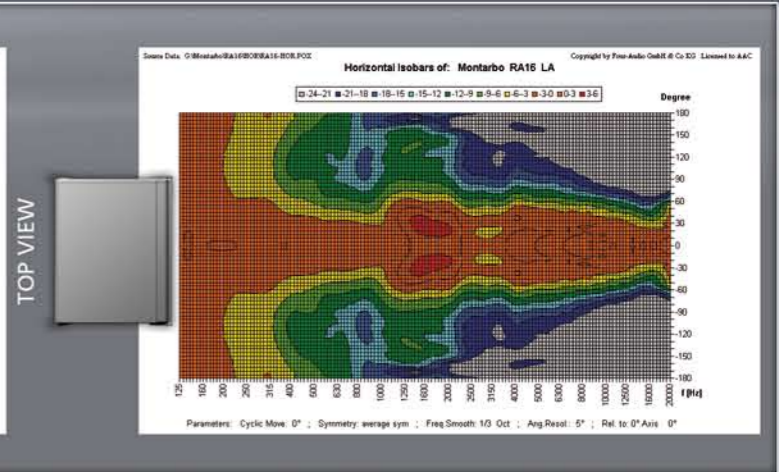 Source Data: G:\Montarbo\RA16\HOR\RA16-HOR.FOX
Copyright by Four-Audio GmbH & Co KG Licensed to AAC
Horizontal Isobars of: Montarbo RA16 LA
-24--21 -21--18 -18--15 -15--12 -12-9 -9-6 -6-3 -3-0 0-3 3-6
Degree
180
150
120
90
60
30
0
-30
-60
-90
-120
-150
-180
TOP VIEW
125 160 200 250 315 400 500 630 800 1000 1250 1600 2000 2500 3150 4000 5000 6300 8000 10000 12500 16000 20000 f [Hz]
Parameters: Cyclic Move: 0° ; Symmetry: average sym ; Freq.Smooth: 1/3 Oct ; Ang.Resol.: 5° ; Rel. to: 0° Axis 0°